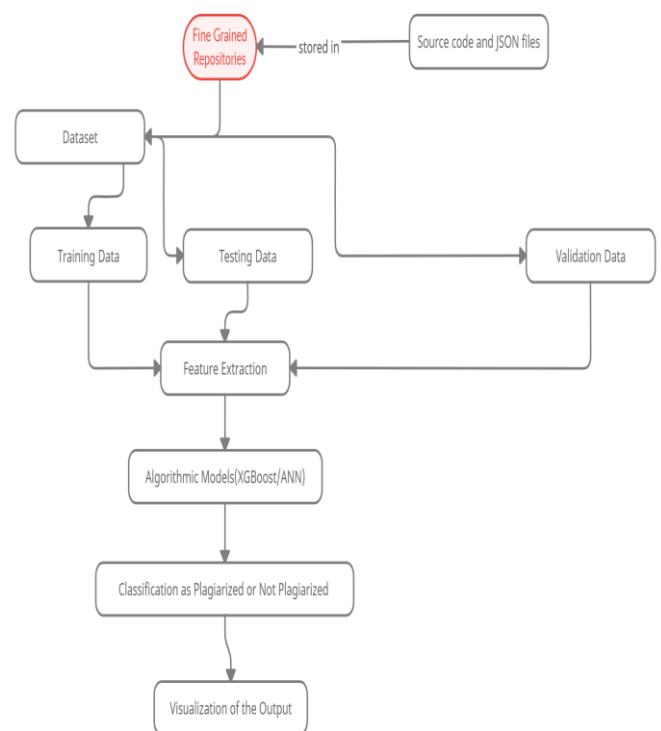 Fine Grained
Repositories
stored in
Source code and JSON files
Dataset
Training Data
Testing Data
Validation Data
Feature Extraction
Algorithmic Models(XGBoost/ANN)
Classification as Plagiarized or Not Plagiarized
Visualization of the Output